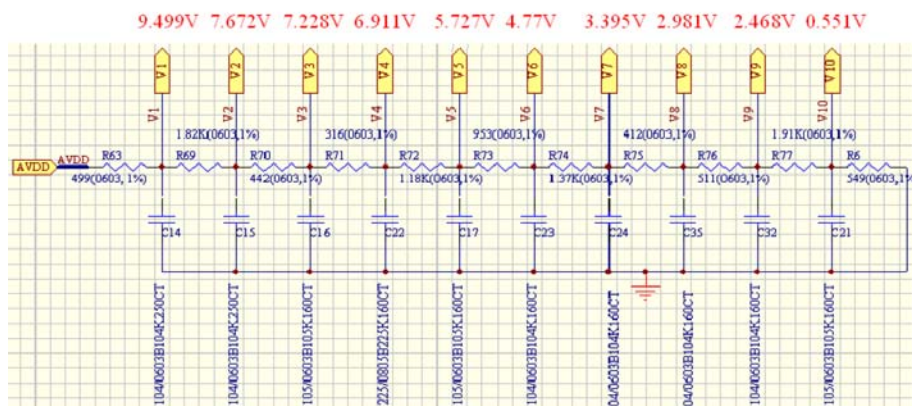 9.499V 7.672V 7.228V 6.911V 5.727V 4.77V 3.395V 2.981V 2.468V 0.551V
V1 V2 V3 V4 V5 V6 V7 V8 V9 V10
V1 V2 V3 V4 V5 V6 V7 V8 V9 V10
1.82K(0603,1%) 316(0603,1%) 953(0603,1%) 412(0603,1%) 1.91K(0603,1%)
AVDD AVDD R63 R69 R70 R71 R72 R73 R74 R75 R76 R77 R6
499(0603,1%) 442(0603,1%) 1.18K(0603,1%) 1.37K(0603,1%) 511(0603,1%) 549(0603,1%)
C14 C15 C16 C22 C17 C23 C24 C35 C32 C21
104/0603B104K250CT
104/0603B104K250CT
105/0603B105K160CT
225/0805B225K160CT
105/0603B105K160CT
104/0603B104K160CT
04/0603B104K160CT
04/0603B104K160CT
104/0603B104K160CT
105/0603B105K160CT